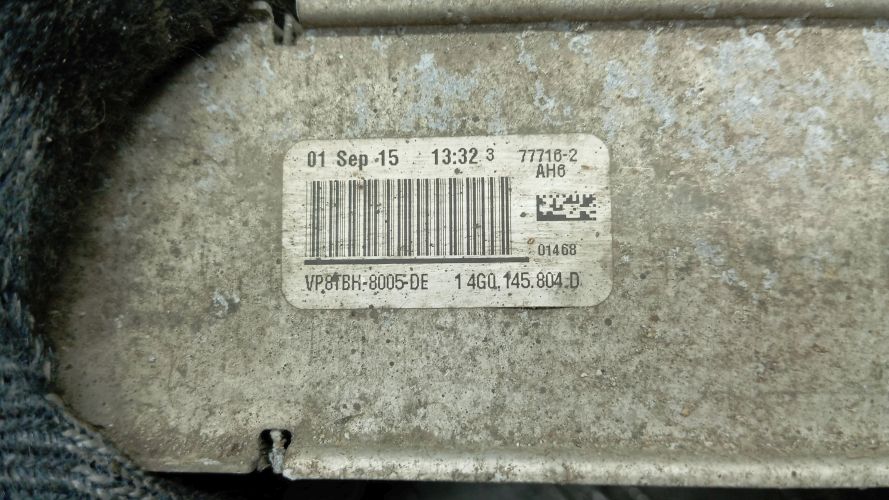 01 Sep 15 13:32 3 77716-2
AH6
01468
VP8TBH-8005-DE 1 4G0.145.804.D